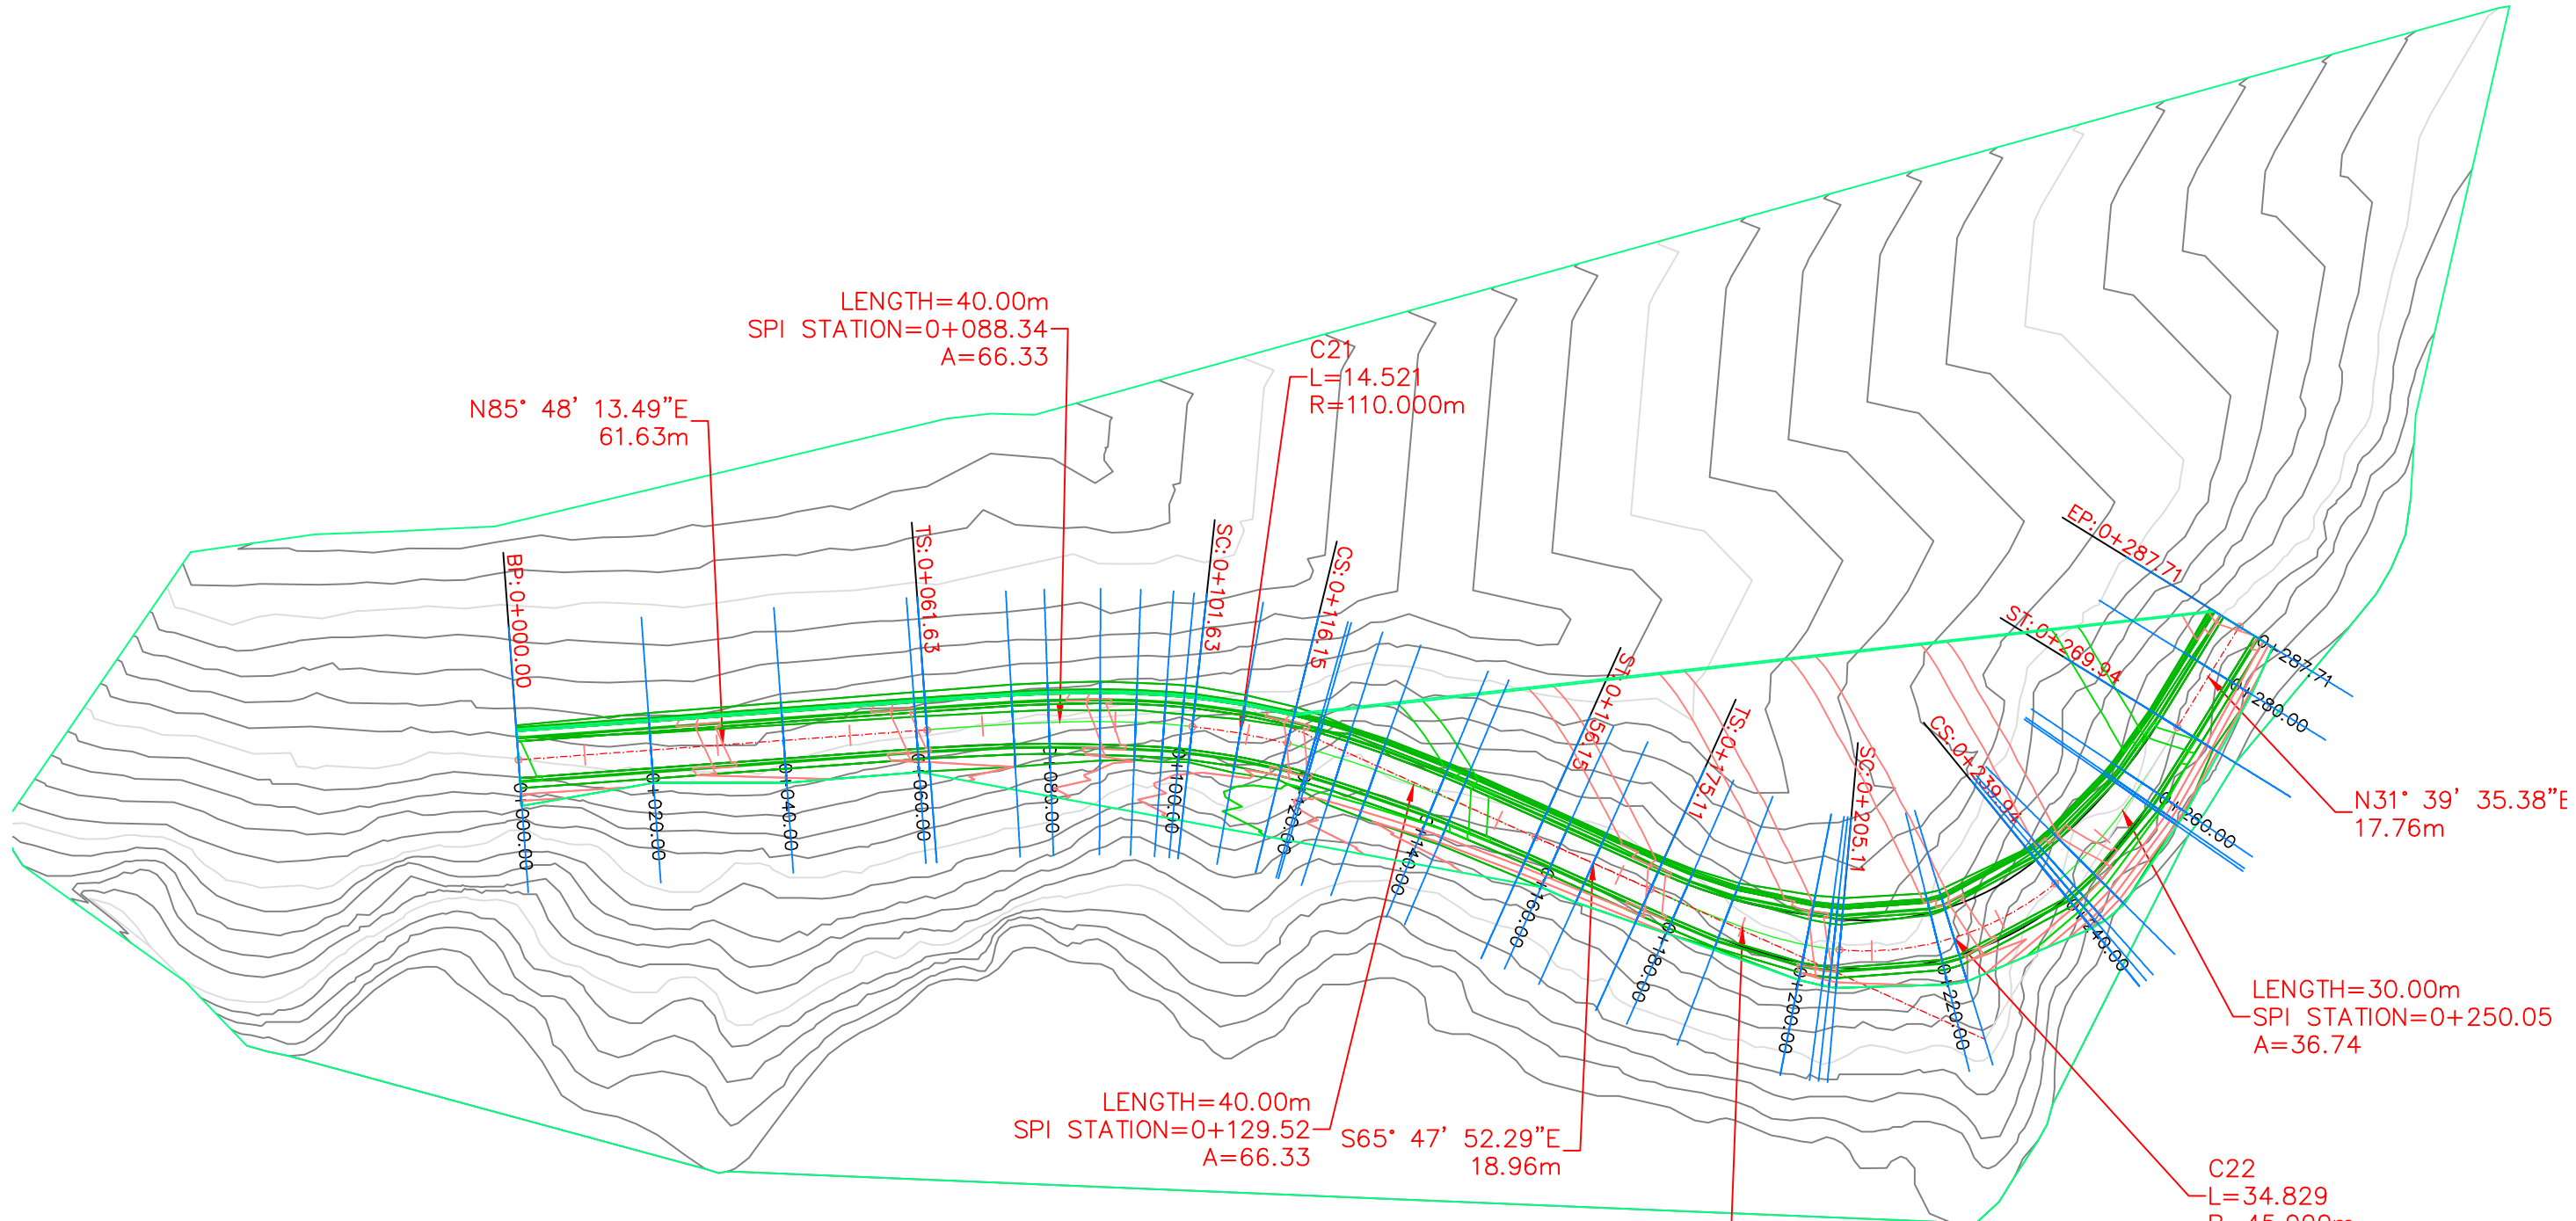 LENGTH=40.00m
SPI STATION=0+088.34
A=66.33
C21
L=14.521
R=110.000m
N85° 48' 13.49"E
61.63m
BP: 0+000.00
TS: 0+061.63
SC: 0+101.63
CS: 0+116.15
ST: 0+156.15
TS: 0+175.11
SC: 0+205.11
CS: 0+239.94
ST: 0+269.94
EP: 0+287.71
0+000.00
0+020.00
0+040.00
0+060.00
0+080.00
0+100.00
0+120.00
0+140.00
0+160.00
0+180.00
0+200.00
0+220.00
0+240.00
0+260.00
0+280.00
0+287.71
N31° 39' 35.38"E
17.76m
LENGTH=30.00m
SPI STATION=0+250.05
A=36.74
LENGTH=40.00m
SPI STATION=0+129.52
A=66.33
S65° 47' 52.29"E
18.96m
C22
L=34.829
R=45.000m